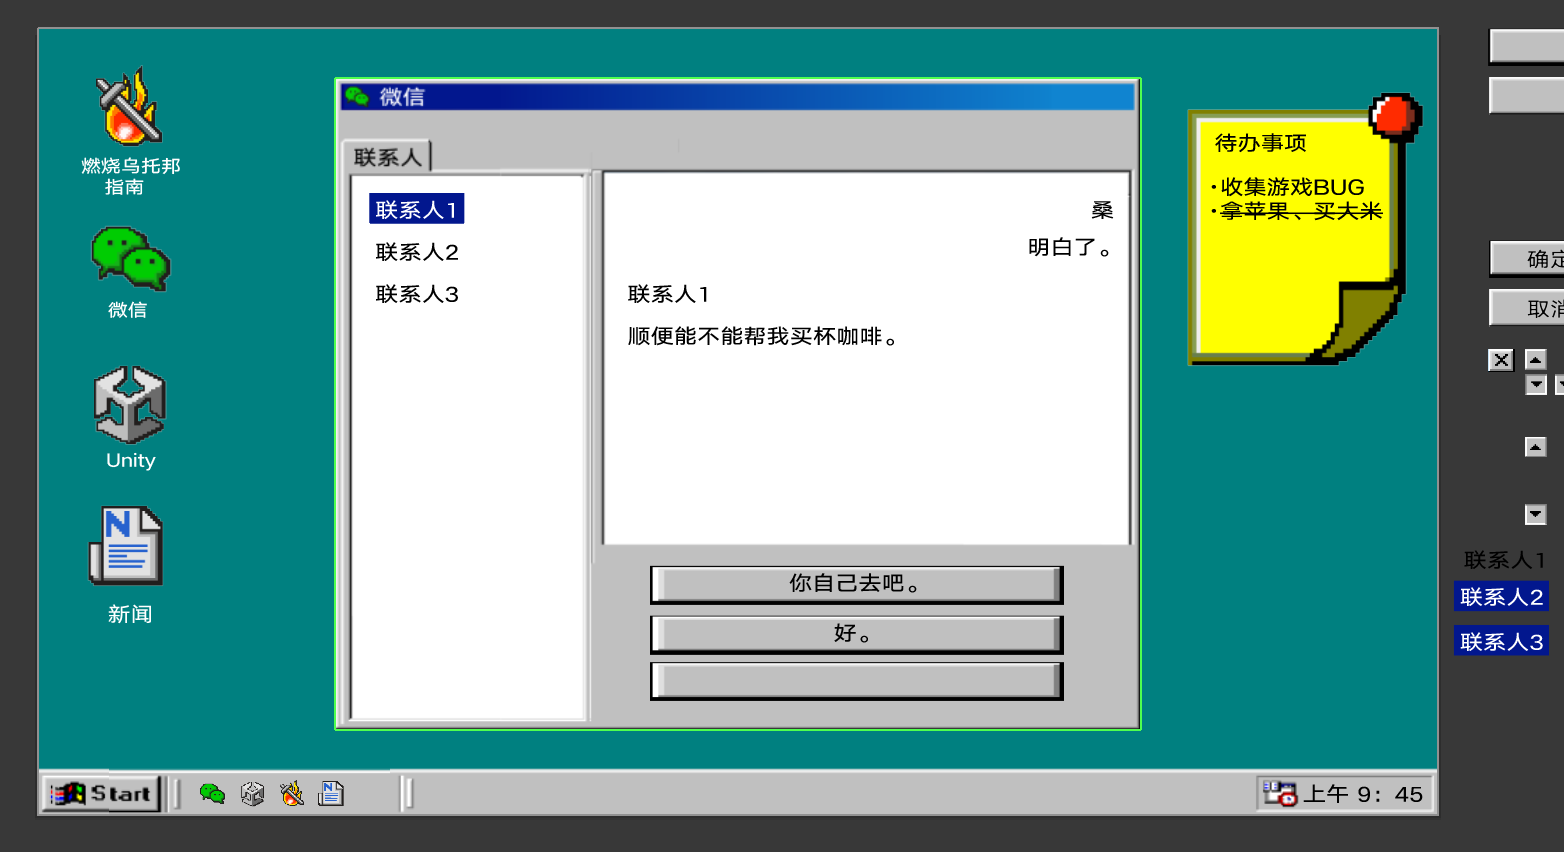 燃烧乌托邦
指南
微信
Unity
新闻
微信
联系人
联系人1
联系人2
联系人3
桑
明白了。
联系人1
顺便能不能帮我买杯咖啡。
你自己去吧。
好。
待办事项
·收集游戏BUG
·拿苹果、买大米
确定
取消
联系人1
联系人2
联系人3
Start
上午 9：45